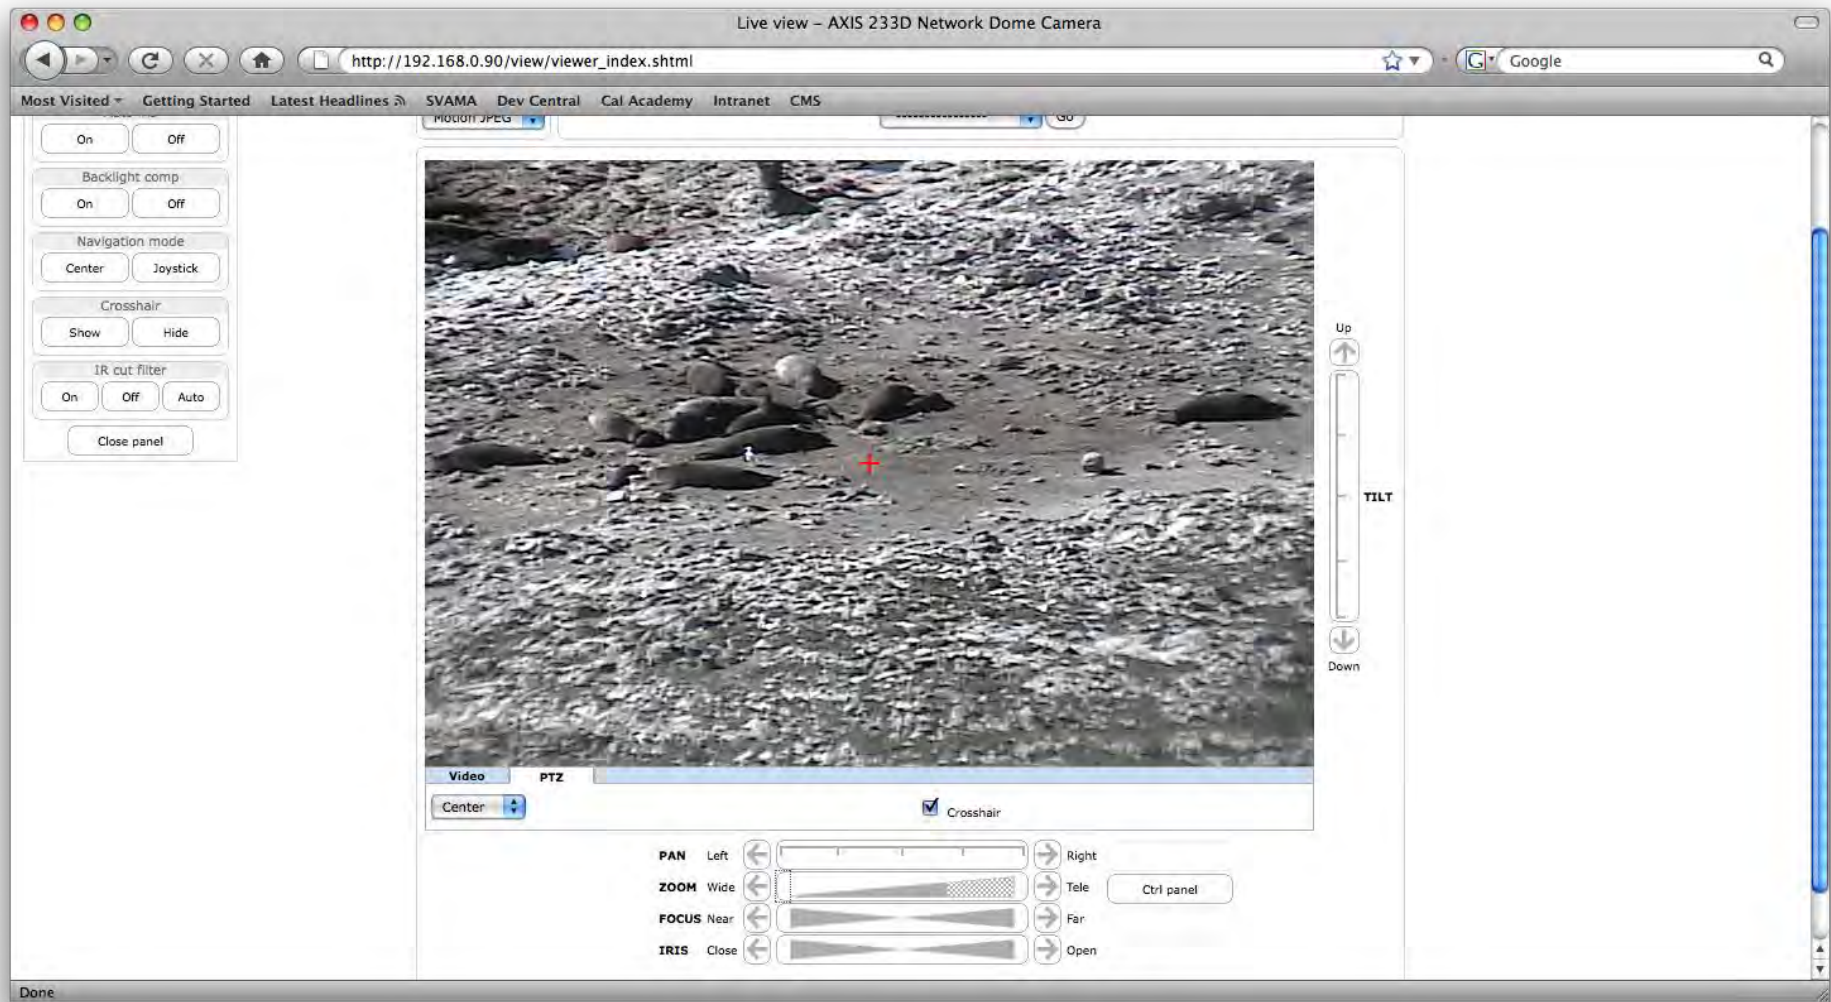 Live view – AXIS 233D Network Dome Camera
http://192.168.0.90/view/viewer_index.shtml
Google
Most Visited Getting Started Latest Headlines SVAMA Dev Central Cal Academy Intranet CMS
Motion JPEG
Go
On Off
Backlight comp
On Off
Navigation mode
Center Joystick
Crosshair
Show Hide
IR cut filter
On Off Auto
Close panel
Up
TILT
Down
Video PTZ
Center
Crosshair
PAN Left Right
ZOOM Wide Tele
Ctrl panel
FOCUS Near Far
IRIS Close Open
Done